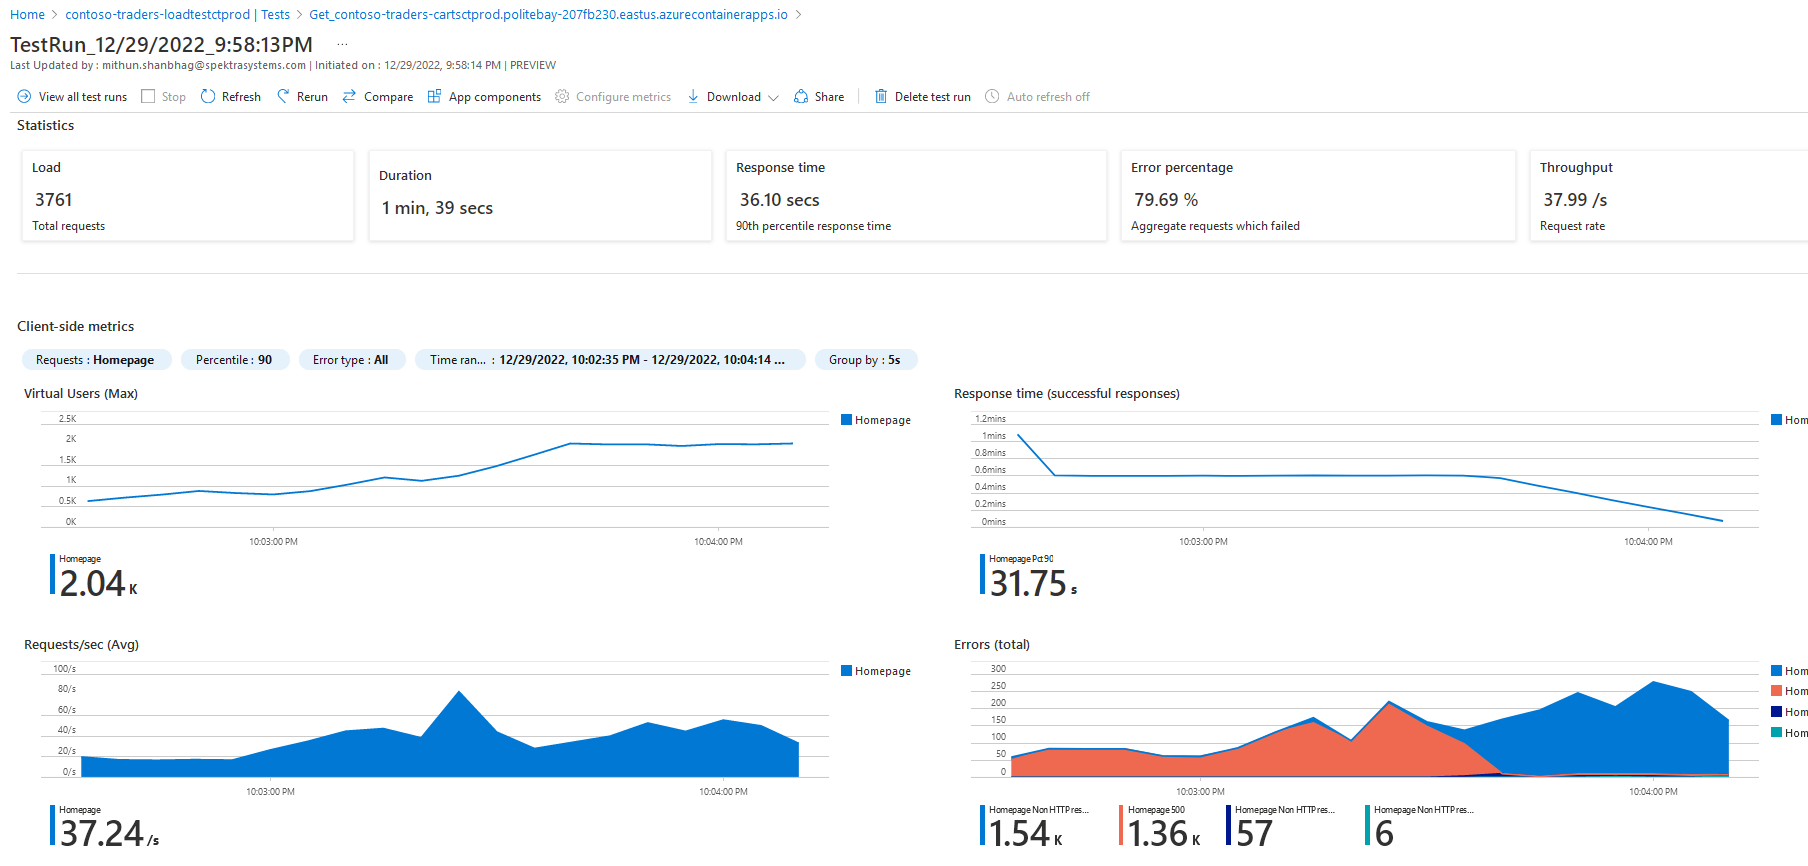 Home > contoso-traders-loadtestctprod | Tests > Get_contoso-traders-cartsctprod.politebay-207fb230.eastus.azurecontainerapps.io >
TestRun_12/29/2022_9:58:13PM ...
Last Updated by : mithun.shanbhag@spektrasystems.com | Initiated on : 12/29/2022, 9:58:14 PM | PREVIEW
View all test runs Stop Refresh Rerun Compare App components Configure metrics Download Share Delete test run Auto refresh off
Statistics
Load
3761
Total requests
Duration
1 min, 39 secs
Response time
36.10 secs
90th percentile response time
Error percentage
79.69 %
Aggregate requests which failed
Throughput
37.99 /s
Request rate
Client-side metrics
Requests : Homepage Percentile : 90 Error type : All Time ran... : 12/29/2022, 10:02:35 PM - 12/29/2022, 10:04:14 ... Group by : 5s
Virtual Users (Max)
2.5K
2K
1.5K
1K
0.5K
0K
10:03:00 PM 10:04:00 PM
Homepage
Homepage
2.04 K
Response time (successful responses)
1.2mins
1mins
0.8mins
0.6mins
0.4mins
0.2mins
0mins
10:03:00 PM 10:04:00 PM
Hom
Homepage Pct 90
31.75 s
Requests/sec (Avg)
100/s
80/s
60/s
40/s
20/s
0/s
10:03:00 PM 10:04:00 PM
Homepage
Homepage
37.24 /s
Errors (total)
300
250
200
150
100
50
0
10:03:00 PM 10:04:00 PM
Hom
Hom
Hom
Hom
Homepage Non HTTP res...
1.54 K
Homepage 500
1.36 K
Homepage Non HTTP res...
57
Homepage Non HTTP res...
6